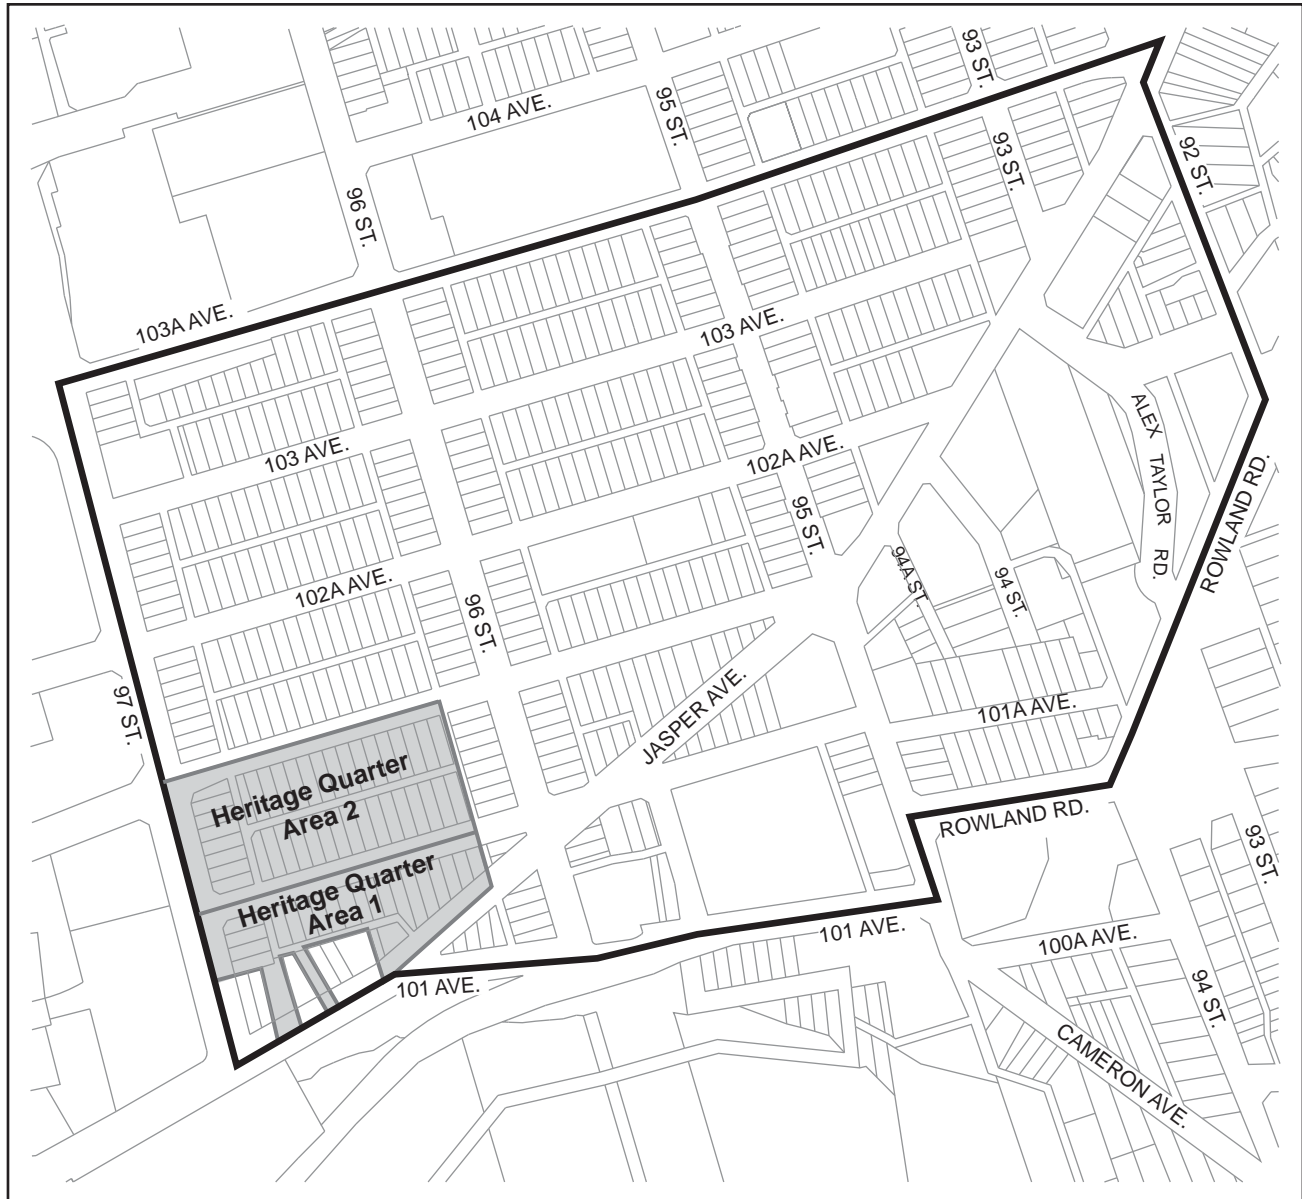 93 ST.
104 AVE.
95 ST.
93 ST.
92 ST.
96 ST.
103A AVE.
103 AVE.
103 AVE.
102A AVE.
ALEX TAYLOR RD.
ROWLAND RD.
95 ST.
94A ST.
94 ST.
102A AVE.
96 ST.
97 ST.
JASPER AVE.
101A AVE.
Heritage Quarter
Area 2
ROWLAND RD.
93 ST.
Heritage Quarter
Area 1
101 AVE.
100A AVE.
101 AVE.
94 ST.
CAMERON AVE.